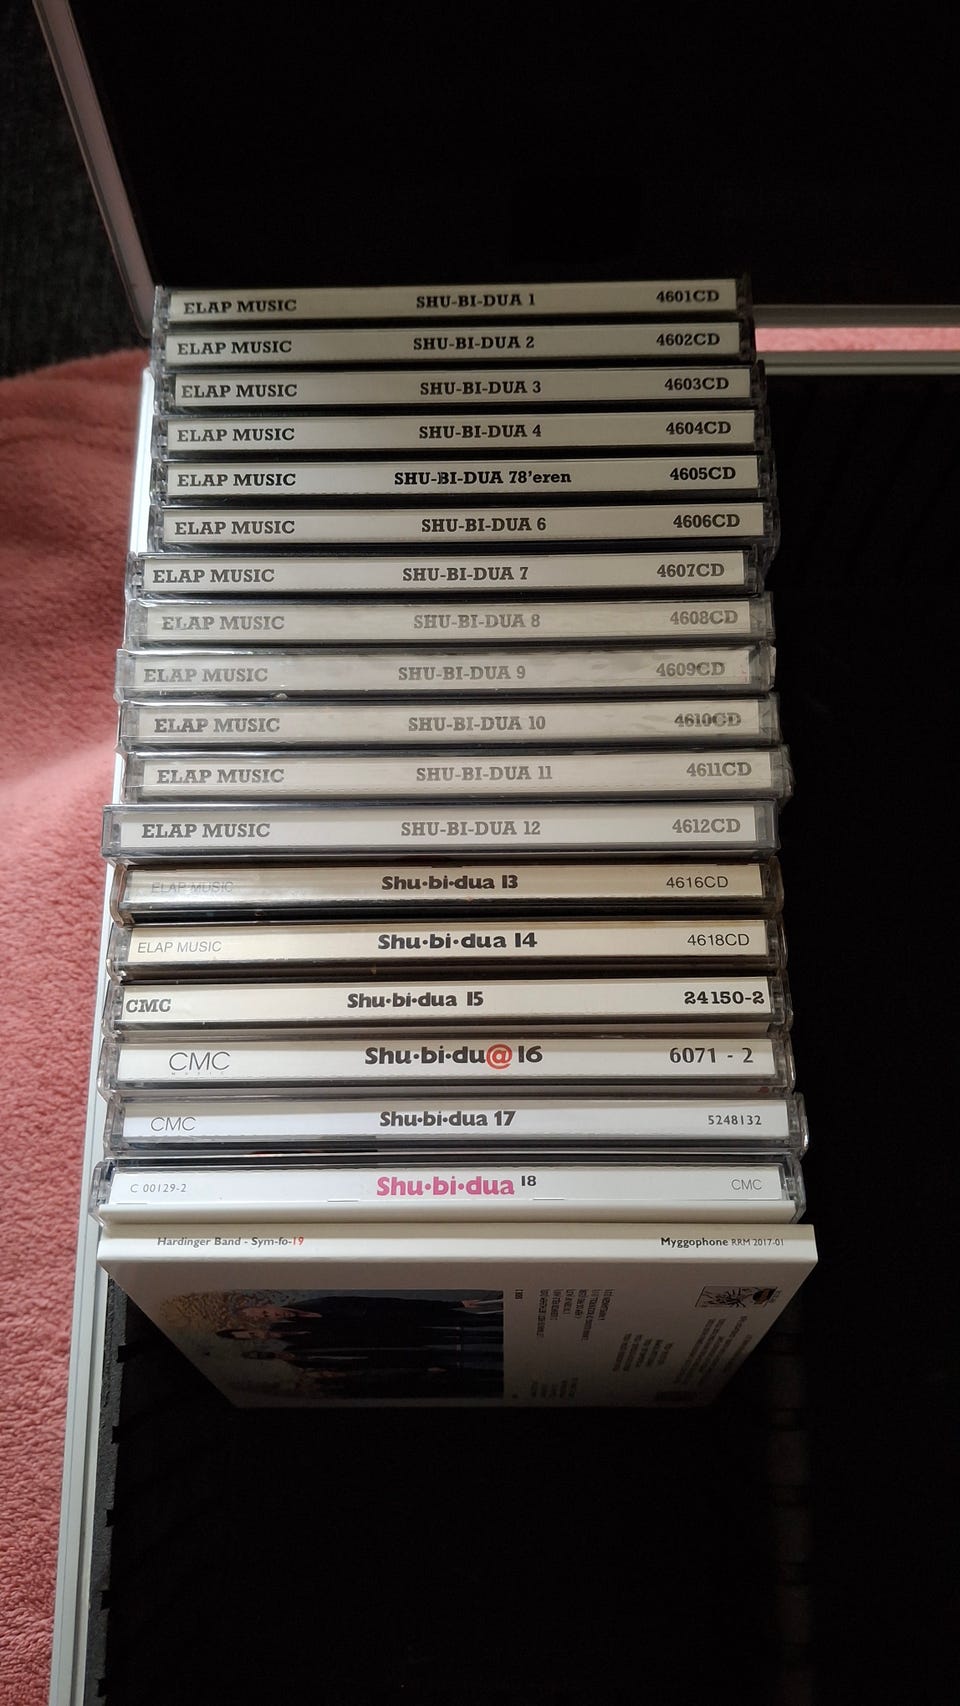 ELAP MUSIC SHU-BI-DUA 1 4601CD
ELAP MUSIC SHU-BI-DUA 2 4602CD
ELAP MUSIC SHU-BI-DUA 3 4603CD
ELAP MUSIC SHU-BI-DUA 4 4604CD
ELAP MUSIC SHU-BI-DUA 78'eren 4605CD
ELAP MUSIC SHU-BI-DUA 6 4606CD
ELAP MUSIC SHU-BI-DUA 7 4607CD
ELAP MUSIC SHU-BI-DUA 8 4608CD
ELAP MUSIC SHU-BI-DUA 9 4609CD
ELAP MUSIC SHU-BI-DUA 10 4610CD
ELAP MUSIC SHU-BI-DUA 11 4611CD
ELAP MUSIC SHU-BI-DUA 12 4612CD
ELAP MUSIC Shu•bi•dua 13 4616CD
ELAP MUSIC Shu•bi•dua 14 4618CD
CMC Shu•bi•dua 15 24150-2
CMC MUSIC Shu•bi•du@ 16 6071 - 2
CMC Shu•bi•dua 17 5248132
C 00129-2 Shu•bi•dua 18 CMC
Hardinger Band - Sym-fo-19 Myggophone RRM 2017-01